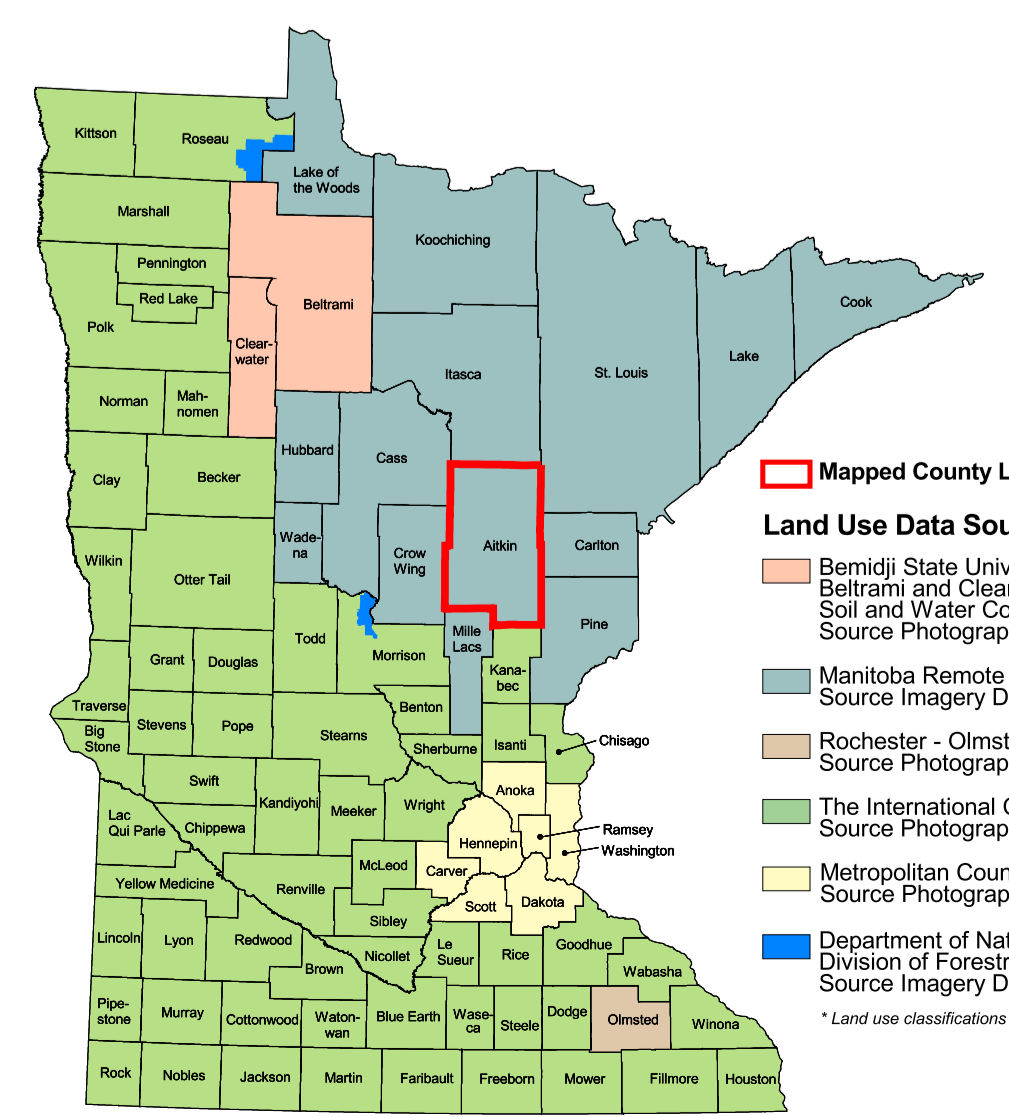 Kittson
Roseau
Lake of
the Woods
Marshall
Koochiching
Pennington
Red Lake
Beltrami
Cook
Polk
Clear-
water
Lake
Itasca
St. Louis
Norman
Mah-
nomen
Hubbard
Cass
Clay
Becker
Mapped County L
Land Use Data Sou
Wade-
na
Crow
Wing
Aitkin
Carlton
Wilkin
Otter Tail
Bemidji State Univ
Beltrami and Clear
Soil and Water Co
Source Photograp
Todd
Mille
Lacs
Pine
Grant
Douglas
Morrison
Kana-
bec
Manitoba Remote
Source Imagery D
Traverse
Benton
Big
Stone
Stevens
Pope
Stearns
Sherburne
Isanti
Chisago
Rochester - Olmst
Source Photograp
Swift
Anoka
Kandiyohi
Meeker
Wright
Lac
Qui Parle
Chippewa
Hennepin
Ramsey
Washington
The International C
Source Photograp
McLeod
Carver
Yellow Medicine
Renville
Scott
Dakota
Metropolitan Coun
Source Photograp
Sibley
Lincoln
Lyon
Redwood
Nicollet
Le
Sueur
Rice
Goodhue
Brown
Wabasha
Department of Nat
Division of Forestr
Source Imagery D
Pipe-
stone
Murray
Cottonwood
Waton-
wan
Blue Earth
Wase-
ca
Steele
Dodge
Olmsted
Winona
* Land use classifications
Rock
Nobles
Jackson
Martin
Faribault
Freeborn
Mower
Fillmore
Houston